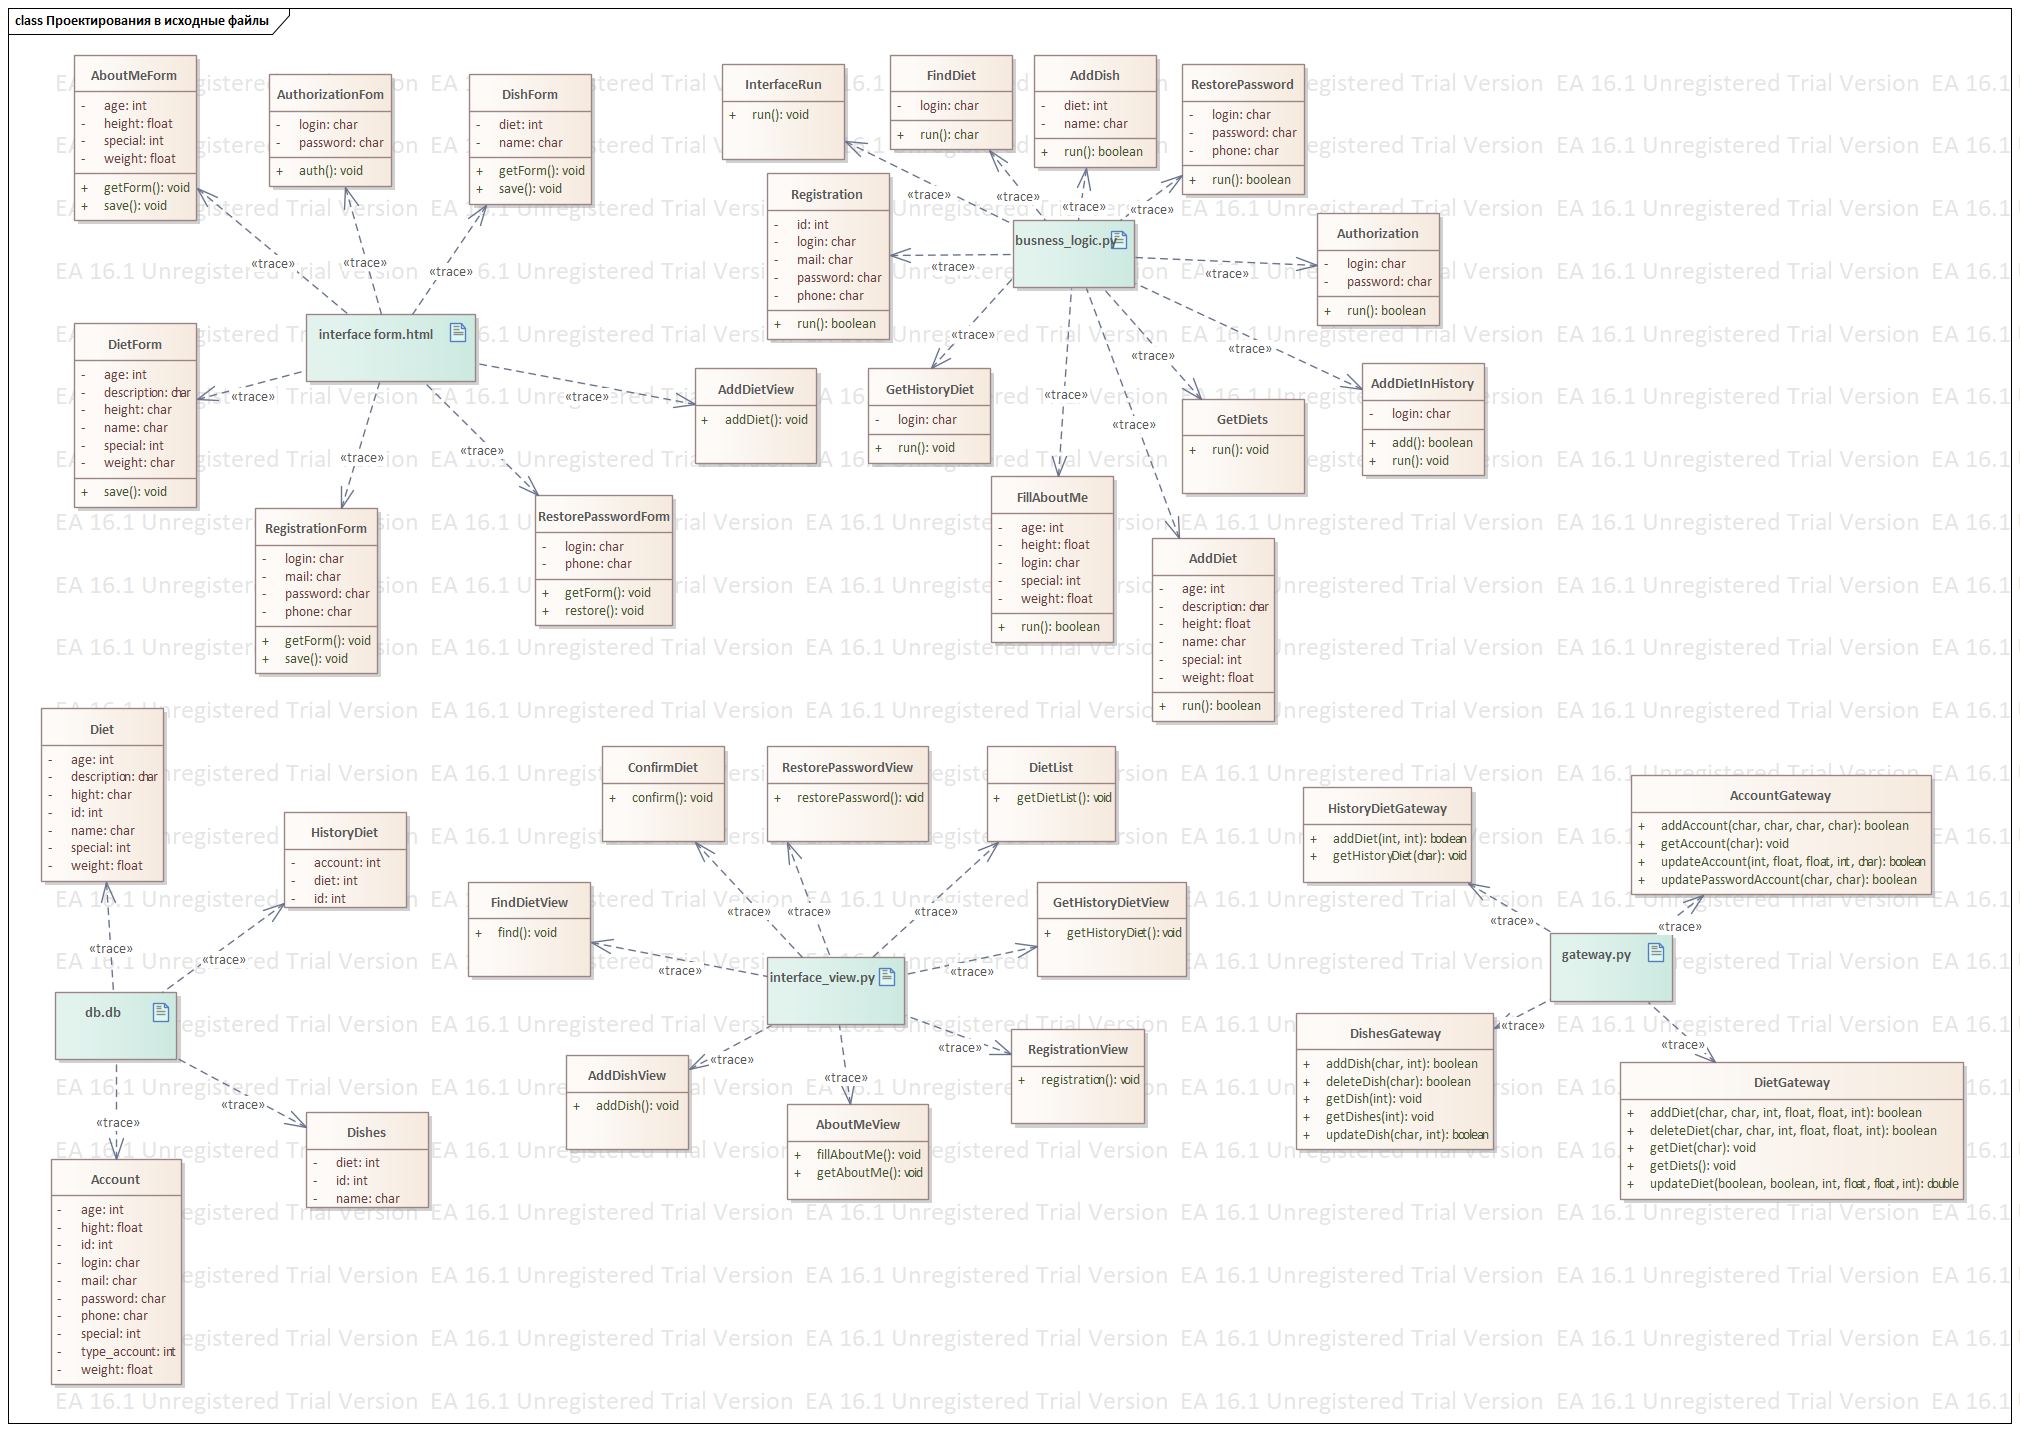 class Проектирования в исходные файлы
AboutMeForm
- age: int
- height: float
- special: int
- weight: float
+ getForm(): void
+ save(): void
AuthorizationFom
- login: char
- password: char
+ auth(): void
DishForm
- diet: int
- name: char
+ getForm(): void
+ save(): void
«trace»
«trace»
«trace»
interface form.html
DietForm
- age: int
- description: char
- height: char
- name: char
- special: int
- weight: char
+ save(): void
«trace»
«trace»
«trace»
«trace»
AddDietView
+ addDiet(): void
RegistrationForm
- login: char
- mail: char
- password: char
- phone: char
+ getForm(): void
+ save(): void
RestorePasswordForm
- login: char
- phone: char
+ getForm(): void
+ restore(): void
InterfaceRun
+ run(): void
FindDiet
- login: char
+ run(): char
AddDish
- diet: int
- name: char
+ run(): boolean
RestorePassword
- login: char
- password: char
- phone: char
+ run(): boolean
«trace»
«trace»
«trace»
«trace»
Registration
- id: int
- login: char
- mail: char
- password: char
- phone: char
+ run(): boolean
«trace»
busness_logic.py
«trace»
Authorization
- login: char
- password: char
+ run(): boolean
«trace»
«trace»
«trace»
«trace»
«trace»
GetHistoryDiet
- login: char
+ run(): void
GetDiets
+ run(): void
AddDietInHistory
- login: char
+ add(): boolean
+ run(): void
FillAboutMe
- age: int
- height: float
- login: char
- special: int
- weight: float
+ run(): boolean
AddDiet
- age: int
- description: char
- height: float
- name: char
- special: int
- weight: float
+ run(): boolean
Diet
- age: int
- description: char
- hight: char
- id: int
- name: char
- special: int
- weight: float
HistoryDiet
- account: int
- diet: int
- id: int
«trace»
«trace»
db.db
«trace»
«trace»
Dishes
- diet: int
- id: int
- name: char
Account
- age: int
- hight: float
- id: int
- login: char
- mail: char
- password: char
- phone: char
- special: int
- type_account: int
- weight: float
ConfirmDiet
+ confirm(): void
RestorePasswordView
+ restorePassword(): void
DietList
+ getDietList(): void
FindDietView
+ find(): void
GetHistoryDietView
+ getHistoryDiet(): void
«trace»
«trace»
«trace»
«trace»
«trace»
interface_view.py
«trace»
«trace»
«trace»
AddDishView
+ addDish(): void
AboutMeView
+ fillAboutMe(): void
+ getAboutMe(): void
RegistrationView
+ registration(): void
HistoryDietGateway
+ addDiet(int, int): boolean
+ getHistoryDiet(char): void
AccountGateway
+ addAccount(char, char, char, char): boolean
+ getAccount(char): void
+ updateAccount(int, float, float, int, char): boolean
+ updatePasswordAccount(char, char): boolean
«trace»
«trace»
gateway.py
«trace»
«trace»
DishesGateway
+ addDish(char, int): boolean
+ deleteDish(char): boolean
+ getDish(int): void
+ getDishes(int): void
+ updateDish(char, int): boolean
DietGateway
+ addDiet(char, char, int, float, float, int): boolean
+ deleteDiet(char, char, int, float, float, int): boolean
+ getDiet(char): void
+ getDiets(): void
+ updateDiet(boolean, boolean, int, float, float, int): double
EA 16.1 Unregistered Trial Version